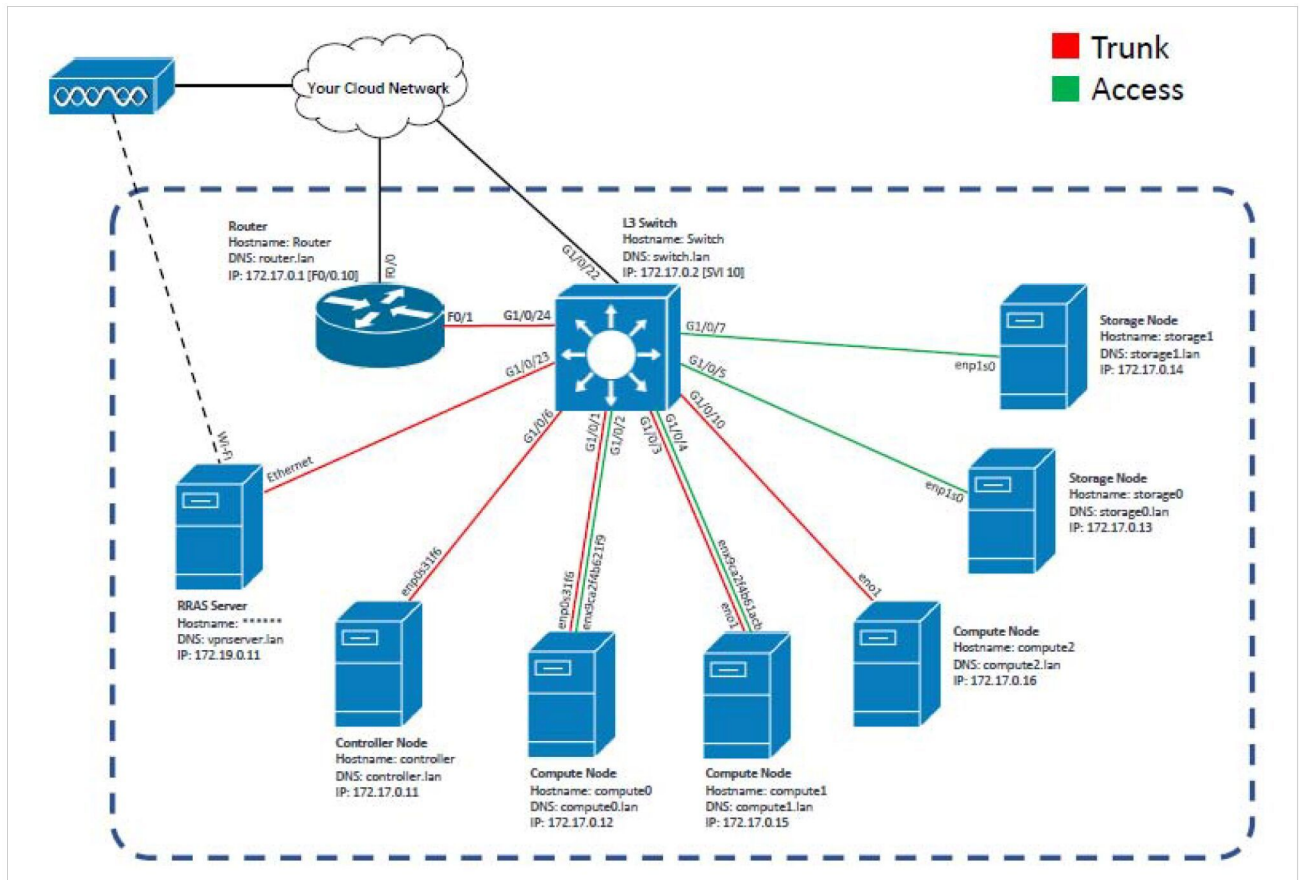 Trunk
Access
Your Cloud Network
Router
Hostname: Router
DNS: router.lan
IP: 172.17.0.1 [F0/0.10]
F0/0
L3 Switch
Hostname: Switch
DNS: switch.lan
IP: 172.17.0.2 [SVI 10]
G1/0/22
F0/1
G1/0/24
G1/0/23
G1/0/6
G1/0/1
G1/0/2
G1/0/3
G1/0/4
G1/0/10
G1/0/5
G1/0/7
enp1s0
Storage Node
Hostname: storage1
DNS: storage1.lan
IP: 172.17.0.14
enp1s0
Storage Node
Hostname: storage0
DNS: storage0.lan
IP: 172.17.0.13
Wi-Fi
Ethernet
RRAS Server
Hostname: ******
DNS: vpnserver.lan
IP: 172.19.0.11
enp0s31f6
Controller Node
Hostname: controller
DNS: controller.lan
IP: 172.17.0.11
enp0s31f6
enx9ca2f4b621f9
Compute Node
Hostname: compute0
DNS: compute0.lan
IP: 172.17.0.12
eno1
enx9ca2f4b61acb
Compute Node
Hostname: compute1
DNS: compute1.lan
IP: 172.17.0.15
eno1
Compute Node
Hostname: compute2
DNS: compute2.lan
IP: 172.17.0.16